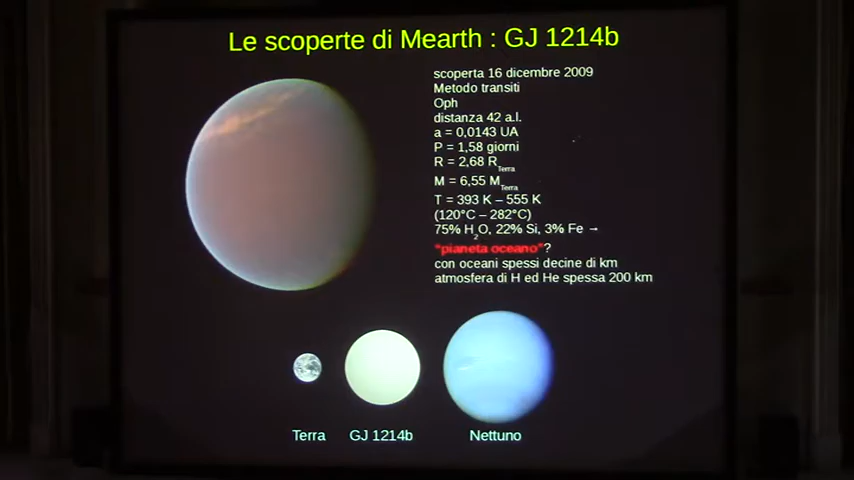 Le scoperte di Mearth : GJ 1214b
scoperta 16 dicembre 2009
Metodo transiti
Oph
distanza 42 a.l.
a = 0,0143 UA
P = 1,58 giorni
R = 2,68 R Terra
M = 6,55 M Terra
T = 393 K – 555 K
(120°C – 282°C)
75% H2O, 22% Si, 3% Fe →
“pianeta oceano”?
con oceani spessi decine di km
atmosfera di H ed He spessa 200 km
Terra GJ 1214b Nettuno